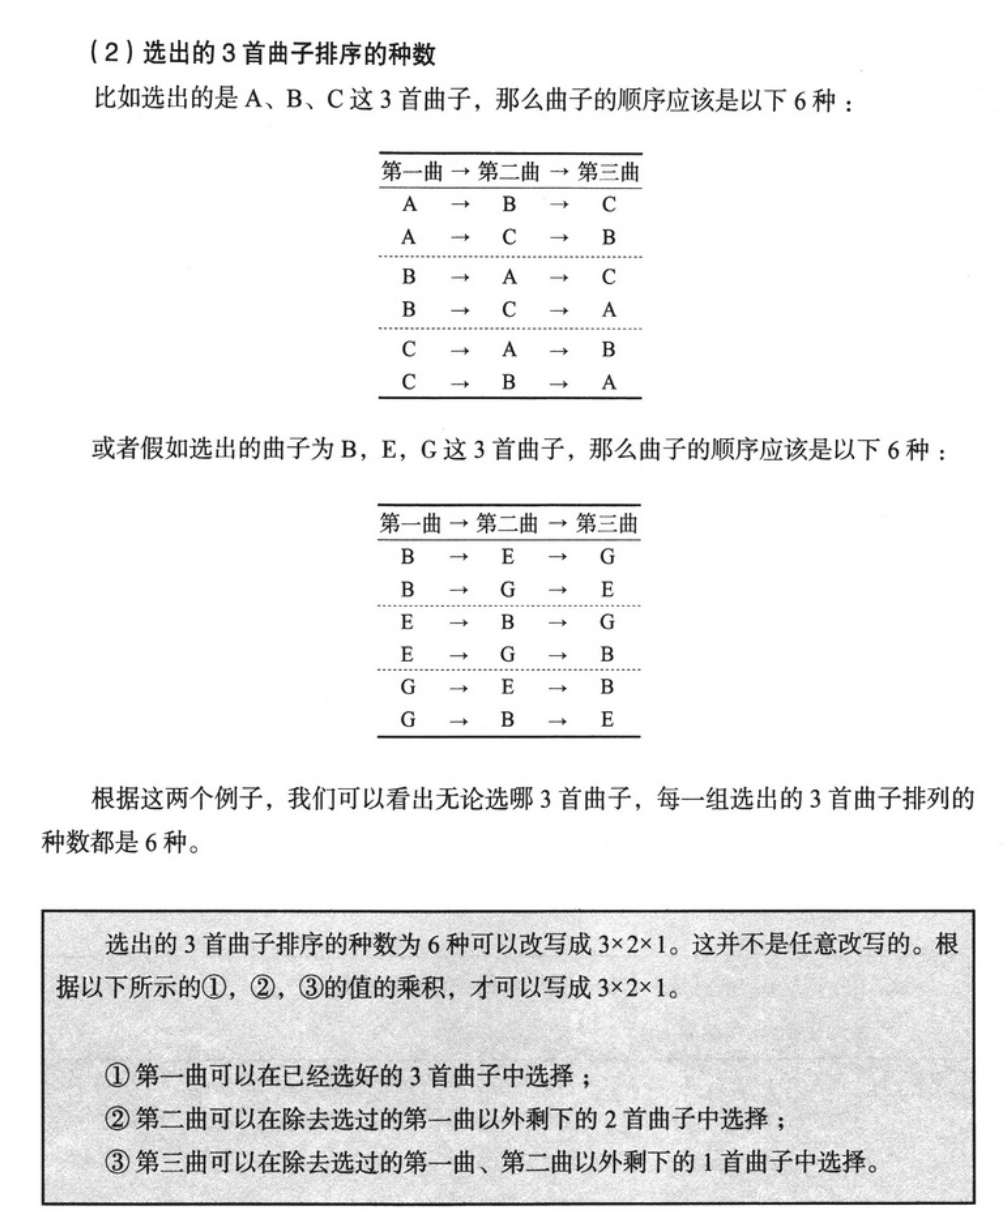 （2）选出的3首曲子排序的种数
比如选出的是 A、B、C 这 3 首曲子，那么曲子的顺序应该是以下 6 种：
第一曲 → 第二曲 → 第三曲
A → B → C
A → C → B
B → A → C
B → C → A
C → A → B
C → B → A
或者假如选出的曲子为 B，E，G 这 3 首曲子，那么曲子的顺序应该是以下 6 种：
第一曲 → 第二曲 → 第三曲
B → E → G
B → G → E
E → B → G
E → G → B
G → E → B
G → B → E
根据这两个例子，我们可以看出无论选哪 3 首曲子，每一组选出的 3 首曲子排列的
种数都是 6 种。
选出的 3 首曲子排序的种数为 6 种可以改写成 3×2×1。这并不是任意改写的。根
据以下所示的①，②，③的值的乘积，才可以写成 3×2×1。
① 第一曲可以在已经选好的 3 首曲子中选择；
② 第二曲可以在除去选过的第一曲以外剩下的 2 首曲子中选择；
③ 第三曲可以在除去选过的第一曲、第二曲以外剩下的 1 首曲子中选择。